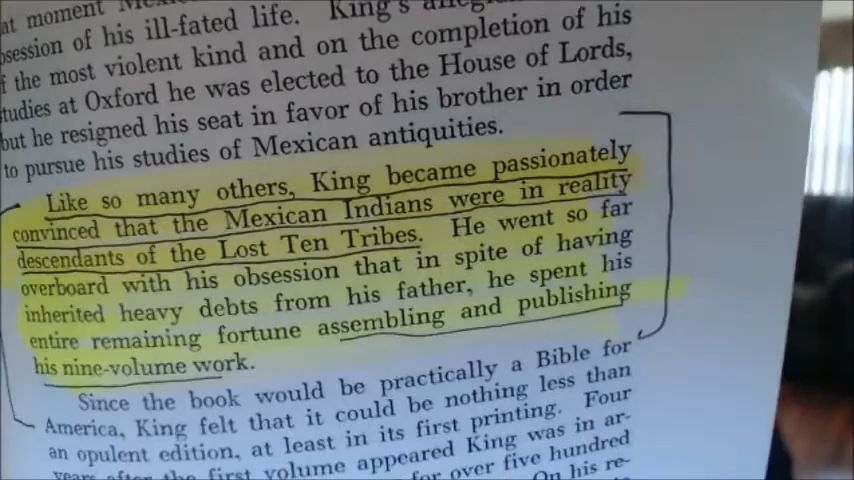 at moment
session of his ill-fated life. King's
f the most violent kind and on the completion of his
studies at Oxford he was elected to the House of Lords,
but he resigned his seat in favor of his brother in order
to pursue his studies of Mexican antiquities.
Like so many others, King became passionately
convinced that the Mexican Indians were in reality
descendants of the Lost Ten Tribes. He went so far
overboard with his obsession that in spite of having
inherited heavy debts from his father, he spent his
entire remaining fortune assembling and publishing
his nine-volume work.
Since the book would be practically a Bible for
America, King felt that it could be nothing less than
an opulent edition, at least in its first printing. Four
years after the first volume appeared King was in ar-
for over five hundred
On his re-